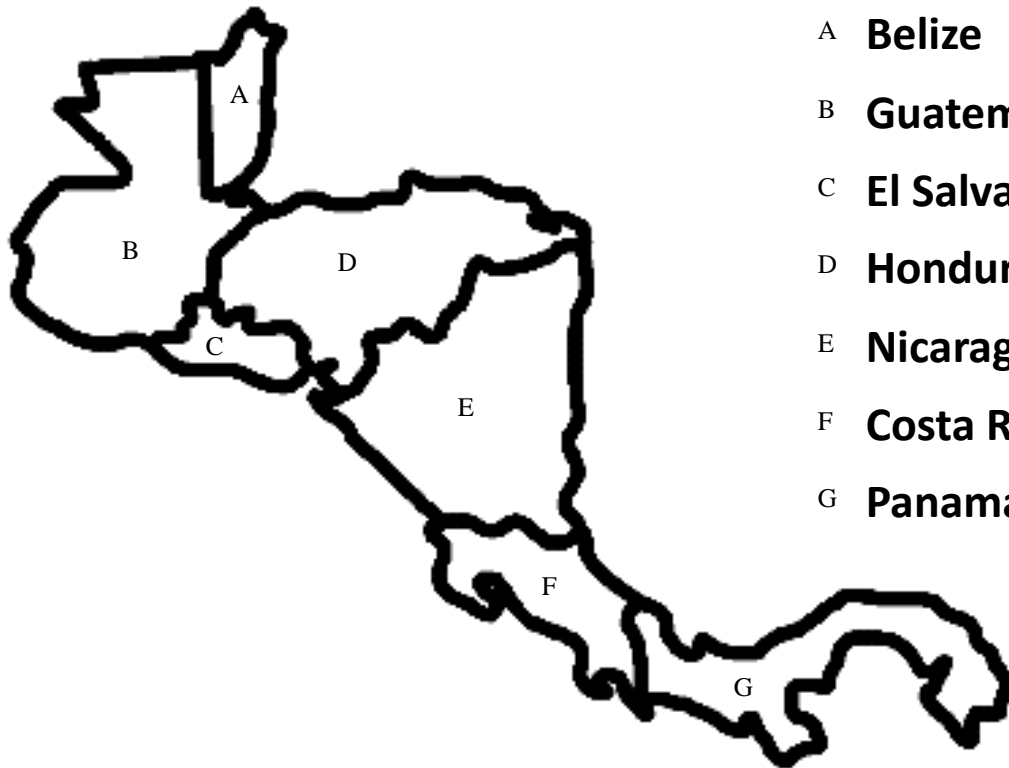 A Belize
A
B Guatem
C El Salva
B
D
D Hondur
C
E Nicarag
E
F Costa R
G Panama
F
G